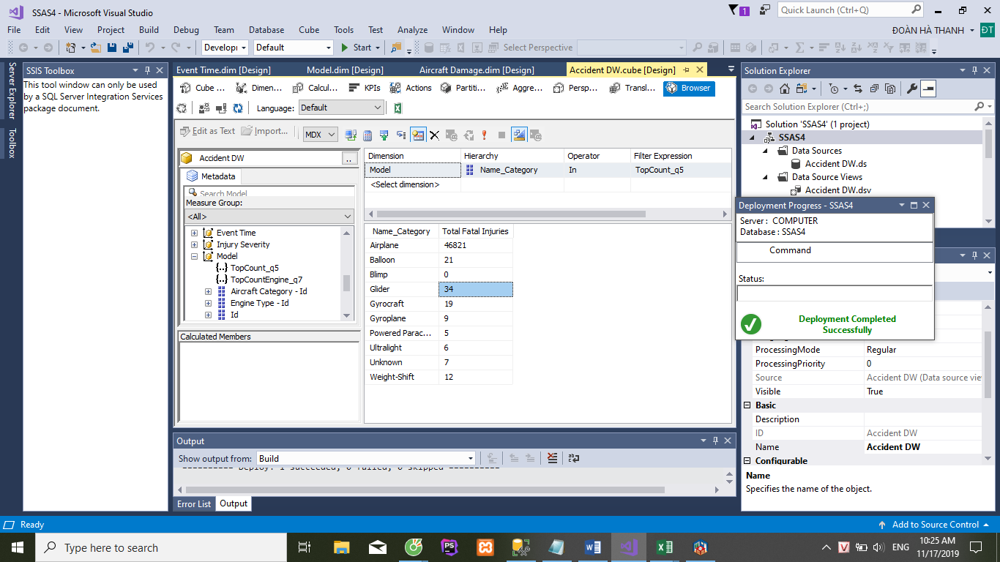 SSAS4 - Microsoft Visual Studio
1
Quick Launch (Ctrl+Q)
File Edit View Project Build Debug Team Database Cube Tools Test Analyze Window Help
ĐOÀN HÀ THANH ĐT
Developı Default Start Select Perspective
Server Explorer
Toolbox
SSIS Toolbox
This tool window can only be used
by a SQL Server Integration Services
package document.
Event Time.dim [Design] Model.dim [Design] Aircraft Damage.dim [Design] Accident DW.cube [Design]
Cube ... Dimen... Calcul... KPIs Actions Partiti... Aggre... Persp... Transl... Browser
Language: Default
Edit as Text Import... MDX
Accident DW ..
Metadata
Search Model
Measure Group:
<All>
Event Time
Injury Severity
Model
TopCount_q5
TopCountEngine_q7
Aircraft Category - Id
Engine Type - Id
Id
Calculated Members
Dimension Hierarchy Operator Filter Expression
Model Name_Category In TopCount_q5
<Select dimension>
Name_Category Total Fatal Injuries
Airplane 46821
Balloon 21
Blimp 0
Glider 34
Gyrocraft 19
Gyroplane 9
Powered Parac... 5
Ultralight 6
Unknown 7
Weight-Shift 12
Output
Show output from: Build
========== Deploy: 1 succeeded, 0 failed, 0 skipped ==========
Error List Output
Solution Explorer
Search Solution Explorer (Ctrl+;)
Solution 'SSAS4' (1 project)
SSAS4
Data Sources
Accident DW.ds
Data Source Views
Accident DW.dsv
Deployment Progress - SSAS4
Server : COMPUTER
Database : SSAS4
Command
Status:
Deployment Completed
Successfully
ProcessingMode Regular
ProcessingPriority 0
Source Accident DW (Data source vie
Visible True
Basic
Description
ID Accident DW
Name Accident DW
Configurable
Name
Specifies the name of the object.
Ready
Add to Source Control
Type here to search
ENG
10:25 AM
11/17/2019